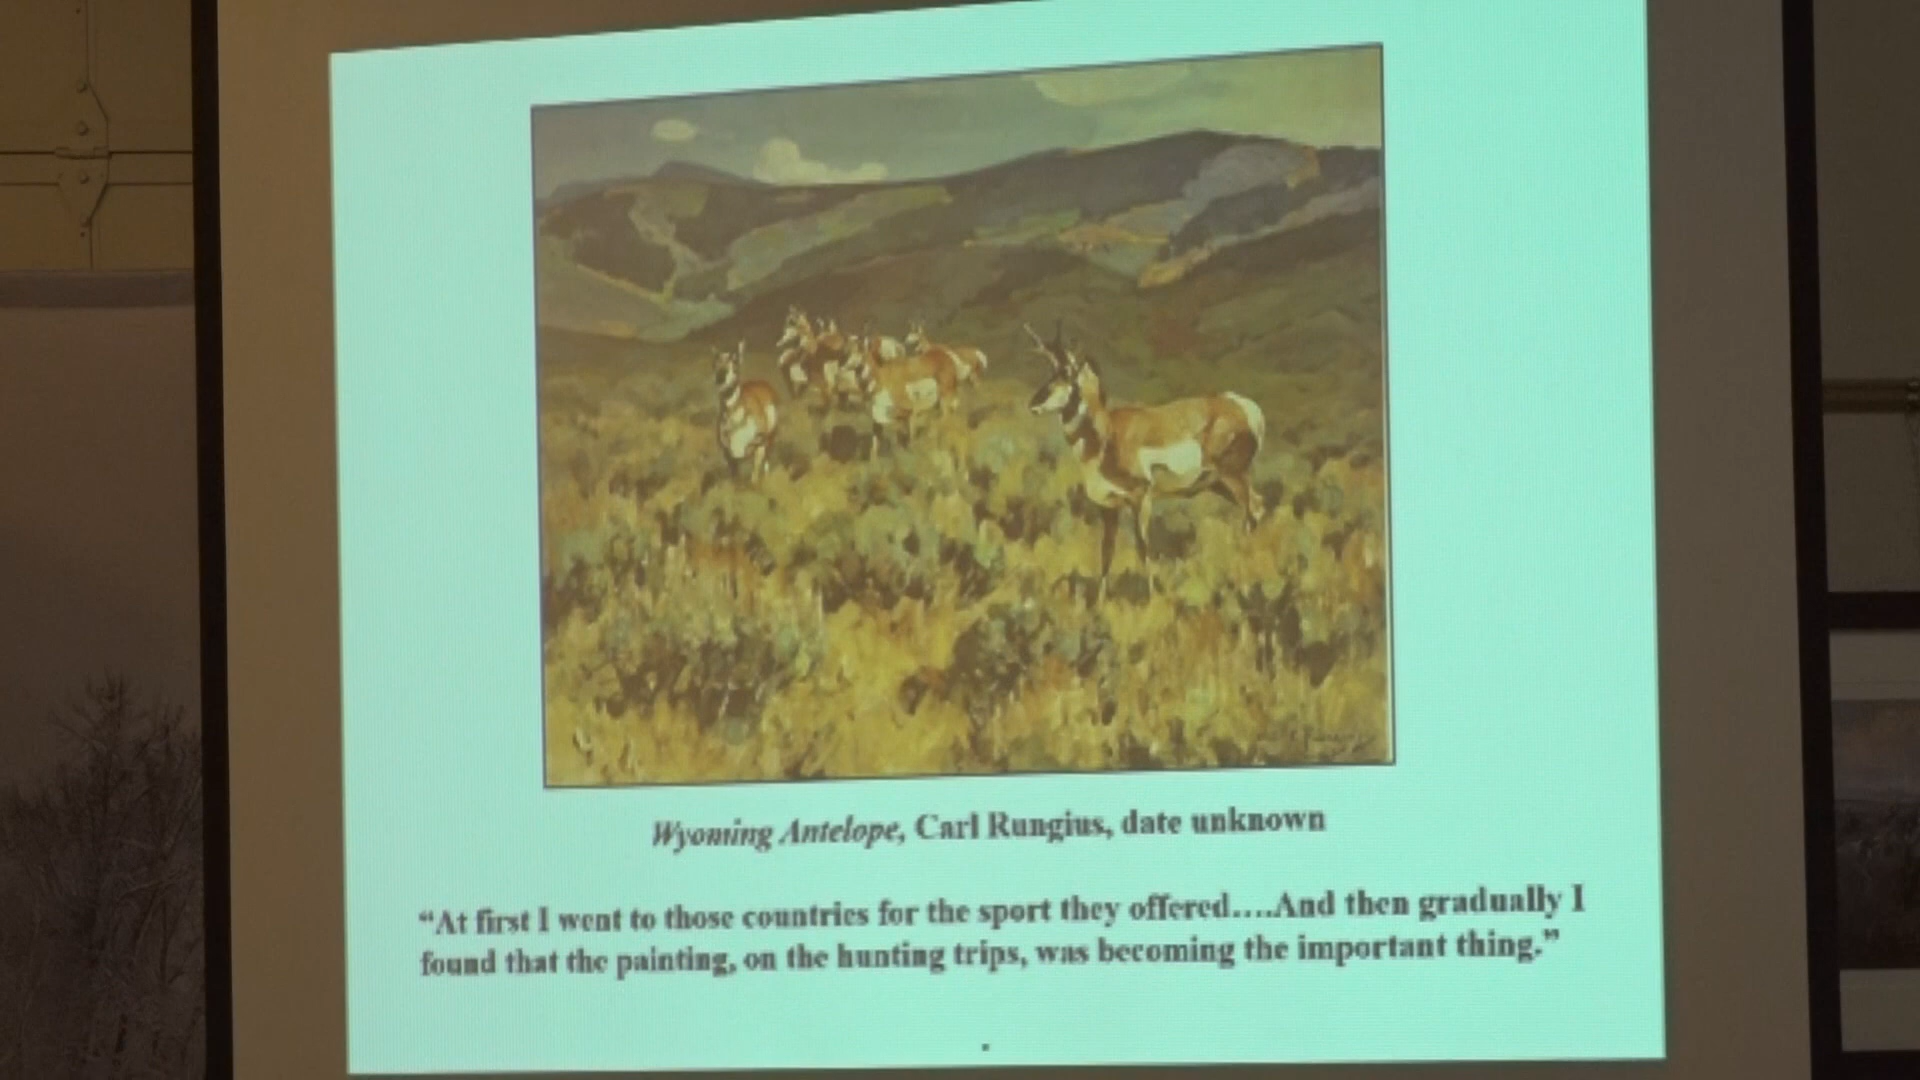 Wyoming Antelope, Carl Rungius, date unknown
“At first I went to those countries for the sport they offered....And then gradually I
found that the painting, on the hunting trips, was becoming the important thing.”